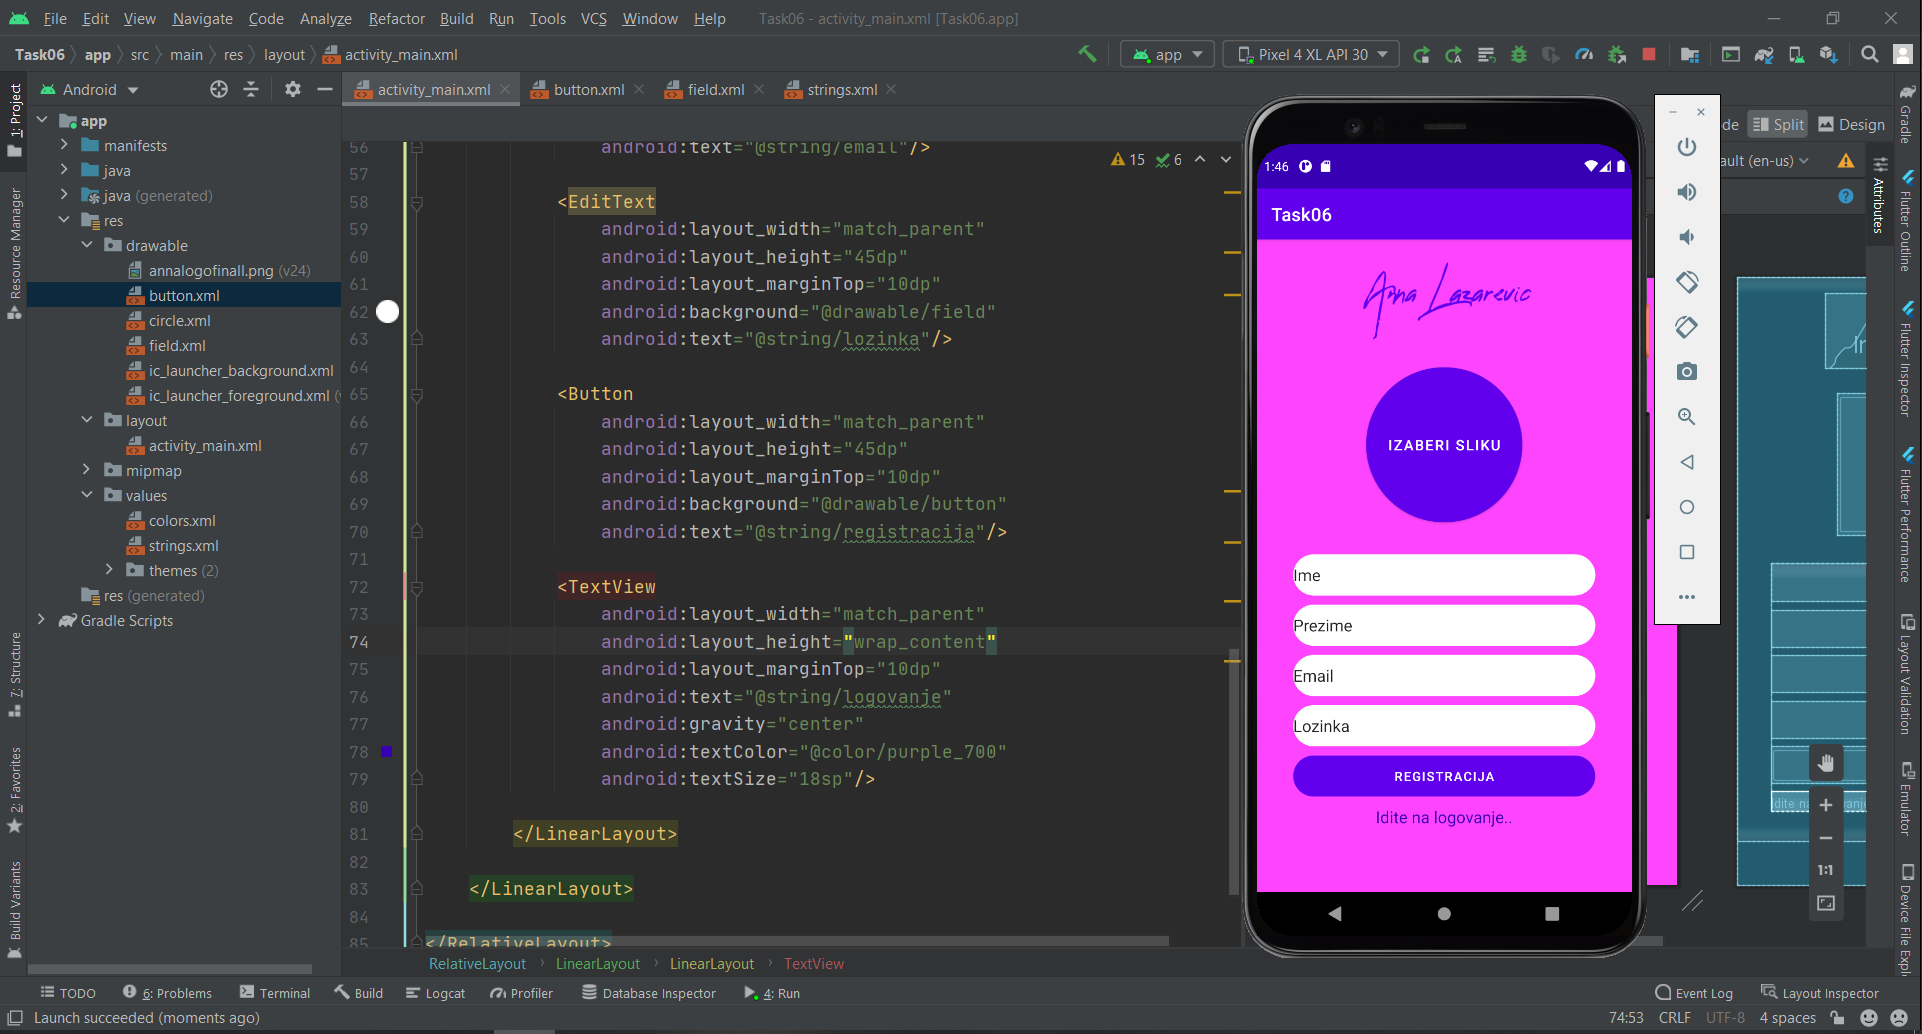 File Edit View Navigate Code Analyze Refactor Build Run Tools VCS Window Help Task06 - activity_main.xml [Task06.app]
Task06 app src main res layout activity_main.xml app Pixel 4 XL API 30
1: Project
Resource Manager
7: Structure
2: Favorites
Build Variants
Android
app
manifests
java
java (generated)
res
drawable
annalogofinall.png (v24)
button.xml
circle.xml
field.xml
ic_launcher_background.xml
ic_launcher_foreground.xml
layout
activity_main.xml
mipmap
values
colors.xml
strings.xml
themes (2)
res (generated)
Gradle Scripts
activity_main.xml button.xml field.xml strings.xml
15 6
56 android:text="@string/email"/>
57
58 <EditText
59 android:layout_width="match_parent"
60 android:layout_height="45dp"
61 android:layout_marginTop="10dp"
62 android:background="@drawable/field"
63 android:text="@string/lozinka"/>
64
65 <Button
66 android:layout_width="match_parent"
67 android:layout_height="45dp"
68 android:layout_marginTop="10dp"
69 android:background="@drawable/button"
70 android:text="@string/registracija"/>
71
72 <TextView
73 android:layout_width="match_parent"
74 android:layout_height="wrap_content"
75 android:layout_marginTop="10dp"
76 android:text="@string/logovanje"
77 android:gravity="center"
78 android:textColor="@color/purple_700"
79 android:textSize="18sp"/>
80
81 </LinearLayout>
82
83 </LinearLayout>
84
85 </RelativeLayout>
RelativeLayout LinearLayout LinearLayout TextView
1:46
Task06
Anna Lazarevic
IZABERI SLIKU
Ime
Prezime
Email
Lozinka
REGISTRACIJA
Idite na logovanje..
de Split Design
ault (en-us)
Attributes
1:1
Gradle
Flutter Outline
Flutter Inspector
Flutter Performance
Layout Validation
Emulator
Device File Expl
TODO 6: Problems Terminal Build Logcat Profiler Database Inspector 4: Run Event Log Layout Inspector
Launch succeeded (moments ago) 74:53 CRLF UTF-8 4 spaces